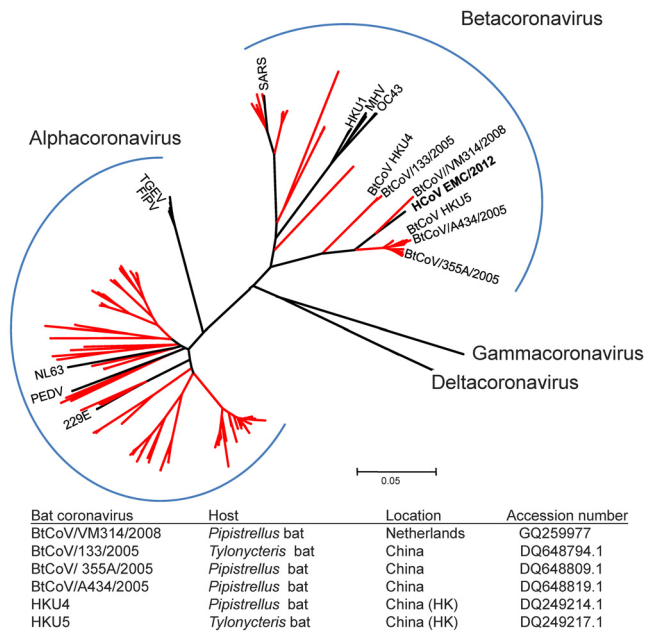 Betacoronavirus
SARS
HKU1
MHV
OC43
Alphacoronavirus
BtCoV HKU4
BtCoV/133/2005
BtCoV//VM314/2008
HCoV EMC/2012
BtCoV HKU5
BtCoV/A434/2005
BtCoV/355A/2005
TGEV
FIPV
Gammacoronavirus
Deltacoronavirus
NL63
PEDV
229E
0.05
Bat coronavirus Host Location Accession number
BtCoV/VM314/2008 Pipistrellus bat Netherlands GQ259977
BtCoV/133/2005 Tylonycteris bat China DQ648794.1
BtCoV/ 355A/2005 Pipistrellus bat China DQ648809.1
BtCoV/A434/2005 Pipistrellus bat China DQ648819.1
HKU4 Pipistrellus bat China (HK) DQ249214.1
HKU5 Tylonycteris bat China (HK) DQ249217.1